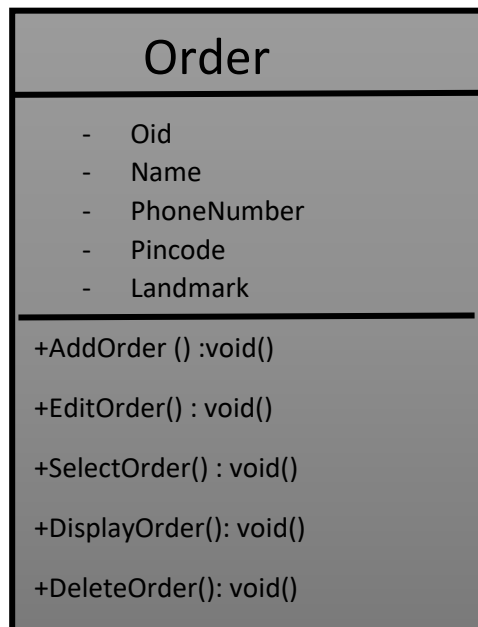 Order
- Oid
- Name
- PhoneNumber
- Pincode
- Landmark
+AddOrder () :void()
+EditOrder() : void()
+SelectOrder() : void()
+DisplayOrder(): void()
+DeleteOrder(): void()